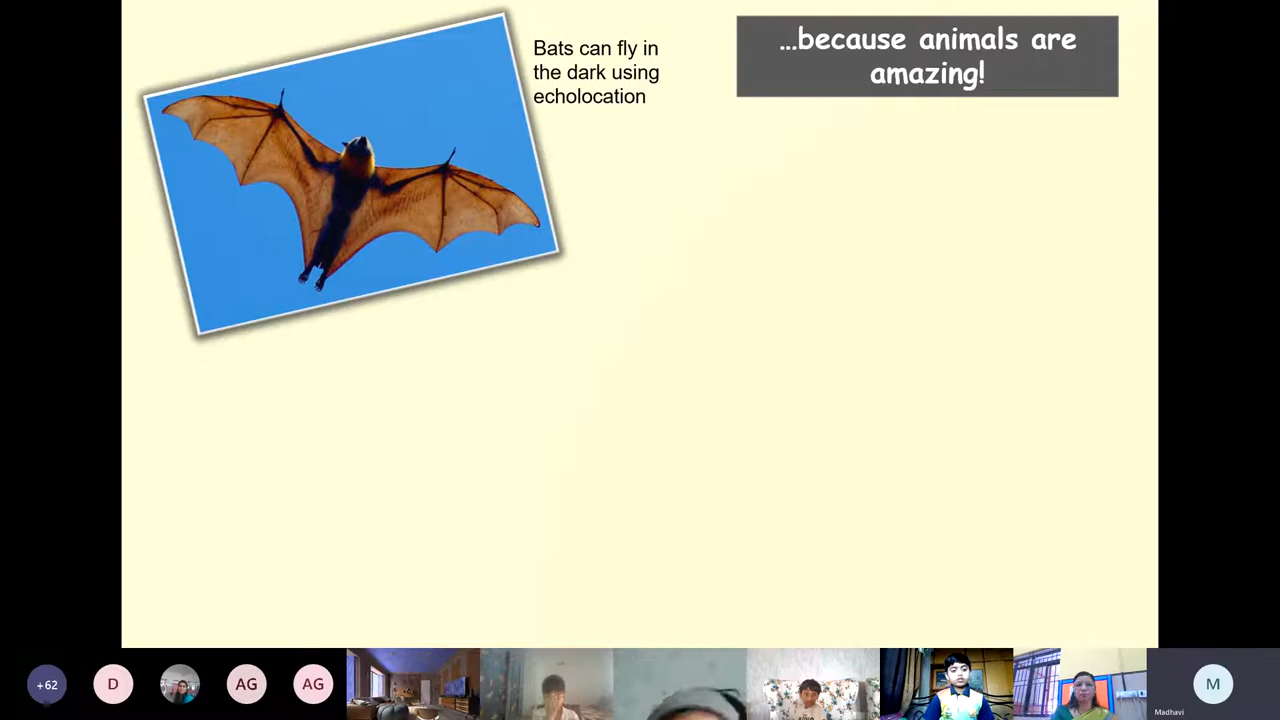 Bats can fly in
the dark using
echolocation
...because animals are
amazing!
+62
D
AG
AG
M
Madhavi